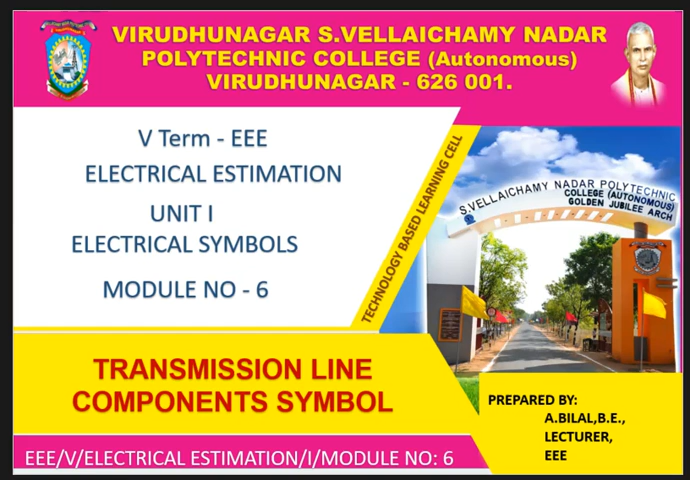 VIRUDHUNAGAR S.VELLAICHAMY NADAR
POLYTECHNIC COLLEGE (Autonomous)
VIRUDHUNAGAR - 626 001.
V Term - EEE
ELECTRICAL ESTIMATION
UNIT I
ELECTRICAL SYMBOLS
MODULE NO - 6
TECHNOLOGY BASED LEARNING CELL
S.VELLAICHAMY NADAR POLYTECHNIC
COLLEGE (AUTONOMOUS)
GOLDEN JUBILEE ARCH
TRANSMISSION LINE
COMPONENTS SYMBOL
PREPARED BY:
A.BILAL,B.E.,
LECTURER,
EEE
EEE/V/ELECTRICAL ESTIMATION/I/MODULE NO: 6